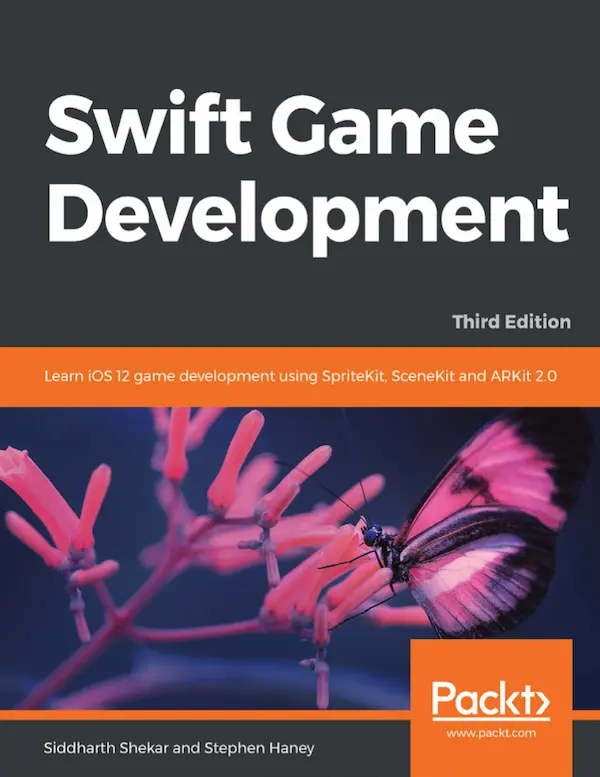 Swift Game
Development
Third Edition
Learn iOS 12 game development using SpriteKit, SceneKit and ARKit 2.0
Packt>
www.packt.com
Siddharth Shekar and Stephen Haney